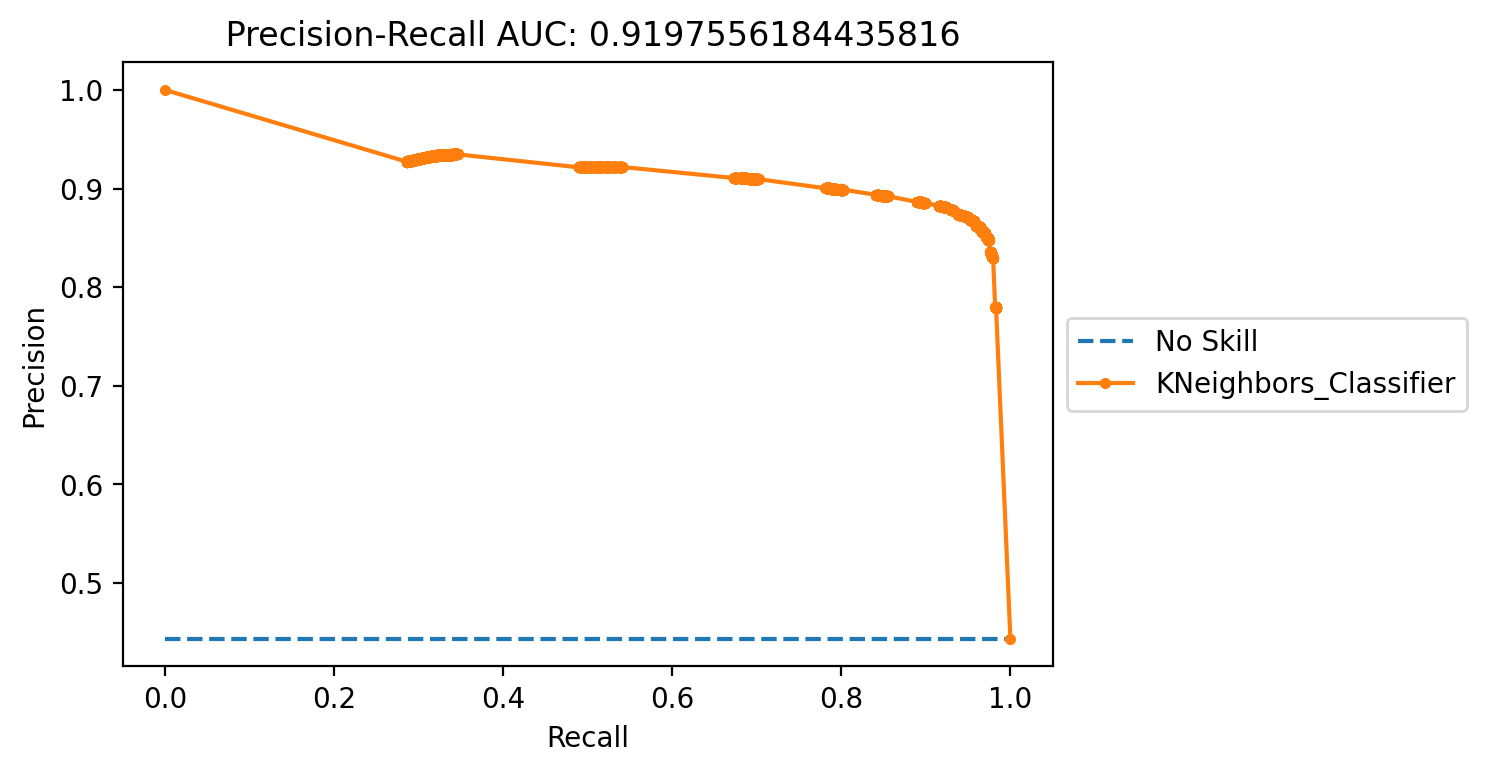 Precision-Recall AUC: 0.9197556184435816
1.0
0.9
0.8
0.7
0.6
0.5
Precision
0.0 0.2 0.4 0.6 0.8 1.0
Recall
No Skill
KNeighbors_Classifier